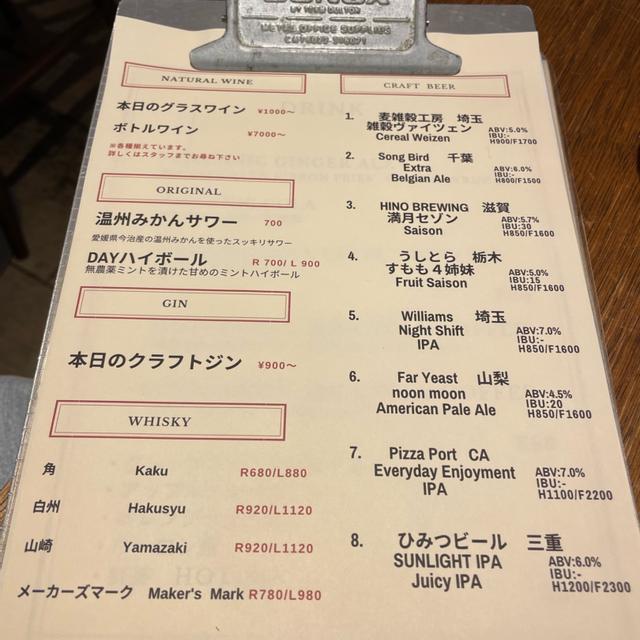 BY TOBM DULTON
METAL OFFICE SUPPLIES
NATURAL WINE
本日のグラスワイン ¥1000〜
ボトルワイン ¥7000〜
※各種揃えています。
詳しくはスタッフまでお尋ね下さい
ORIGINAL
温州みかんサワー 700
愛媛県今治産の温州みかんを使ったスッキリサワー
DAYハイボール R 700/ L 900
無農薬ミントを漬けた甘めのミントハイボール
GIN
本日のクラフトジン ¥900〜
WHISKY
角 Kaku R680/L880
白州 Hakusyu R920/L1120
山崎 Yamazaki R920/L1120
メーカーズマーク Maker's Mark R780/L980
CRAFT BEER
1. 麦雑穀工房 埼玉
雑穀ヴァイツェン
Cereal Weizen
ABV:5.0%
IBU:-
H900/F1700
2. Song Bird 千葉
Extra
Belgian Ale
ABV:6.0%
IBU:-
H800/F1500
3. HINO BREWING 滋賀
満月セゾン
Saison
ABV:5.7%
IBU:30
H850/F1600
4. うしとら 栃木
すもも４姉妹
Fruit Saison
ABV:5.0%
IBU:15
H850/F1600
5. Williams 埼玉
Night Shift
IPA
ABV:7.0%
IBU:-
H850/F1600
6. Far Yeast 山梨
noon moon
American Pale Ale
ABV:4.5%
IBU:20
H850/F1600
7. Pizza Port CA
Everyday Enjoyment
IPA
ABV:7.0%
IBU:-
H1100/F2200
8. ひみつビール 三重
SUNLIGHT IPA
Juicy IPA
ABV:6.0%
IBU:-
H1200/F2300